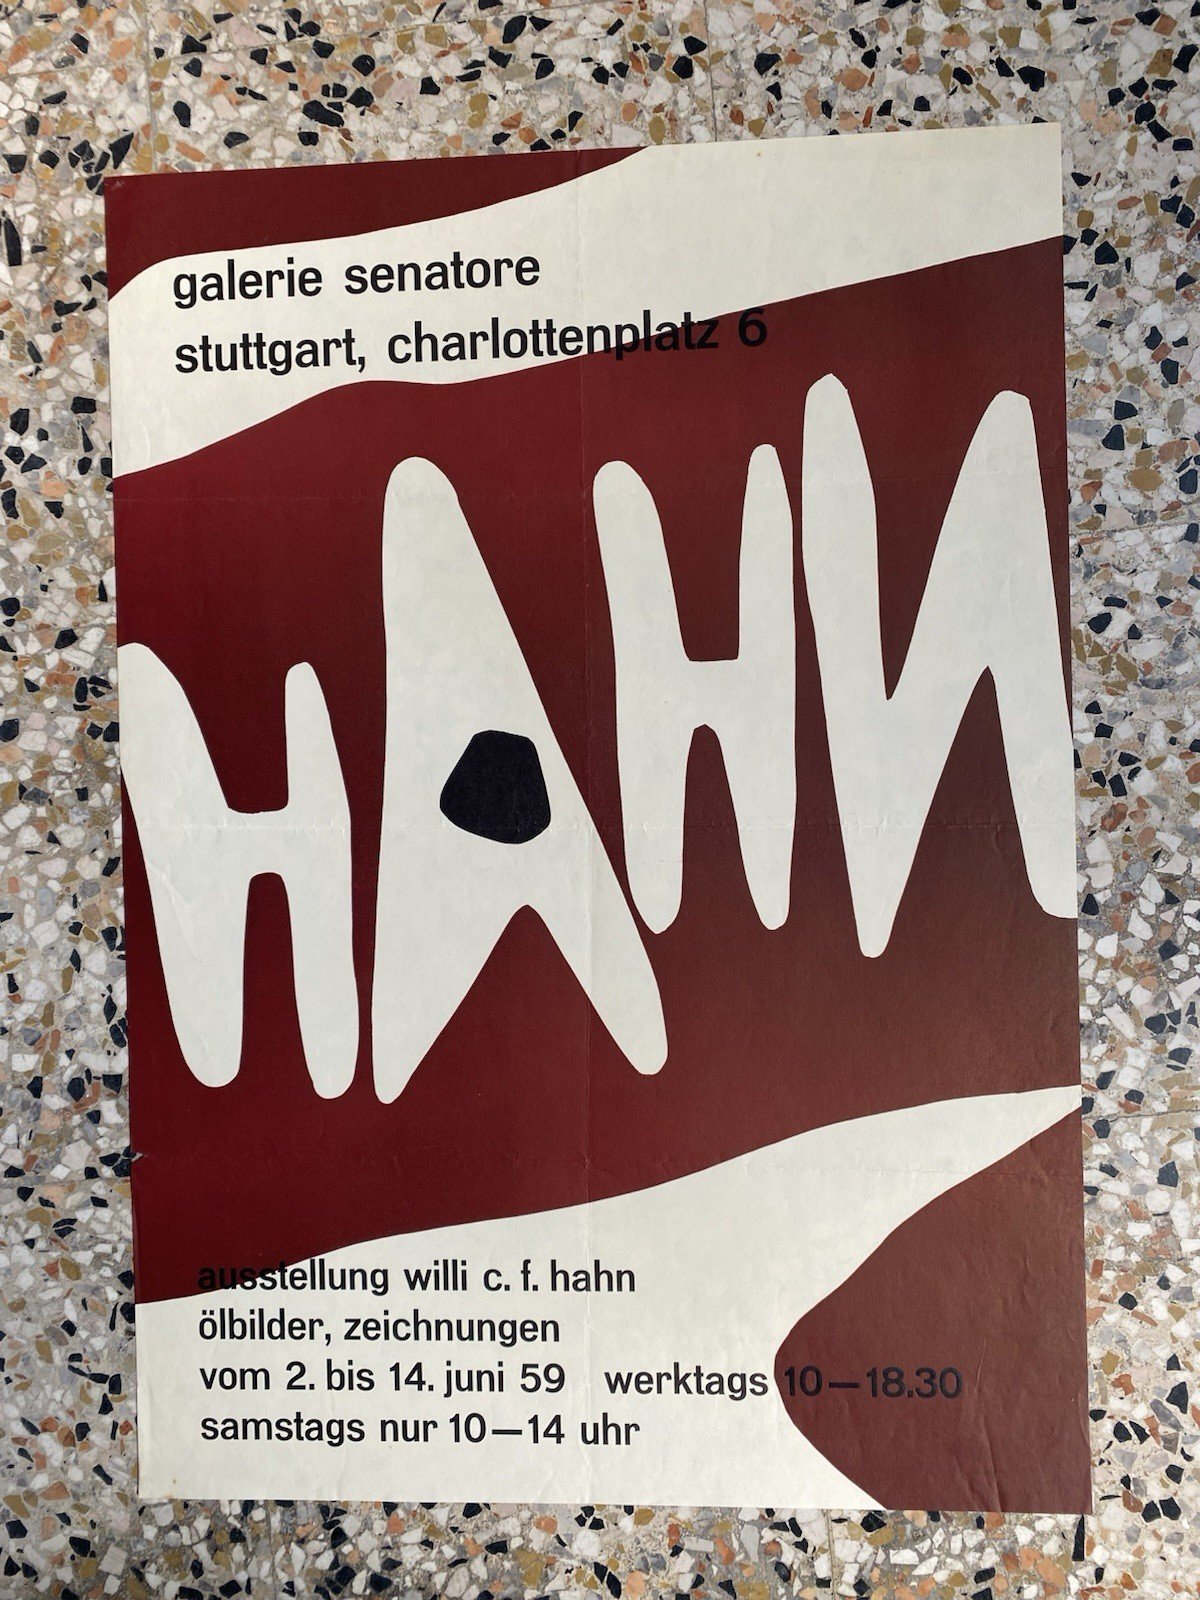 galerie senatore
stuttgart, charlottenplatz 6
HAHN
ausstellung willi c. f. hahn
ölbilder, zeichnungen
vom 2. bis 14. juni 59 werktags 10—18.30
samstags nur 10—14 uhr